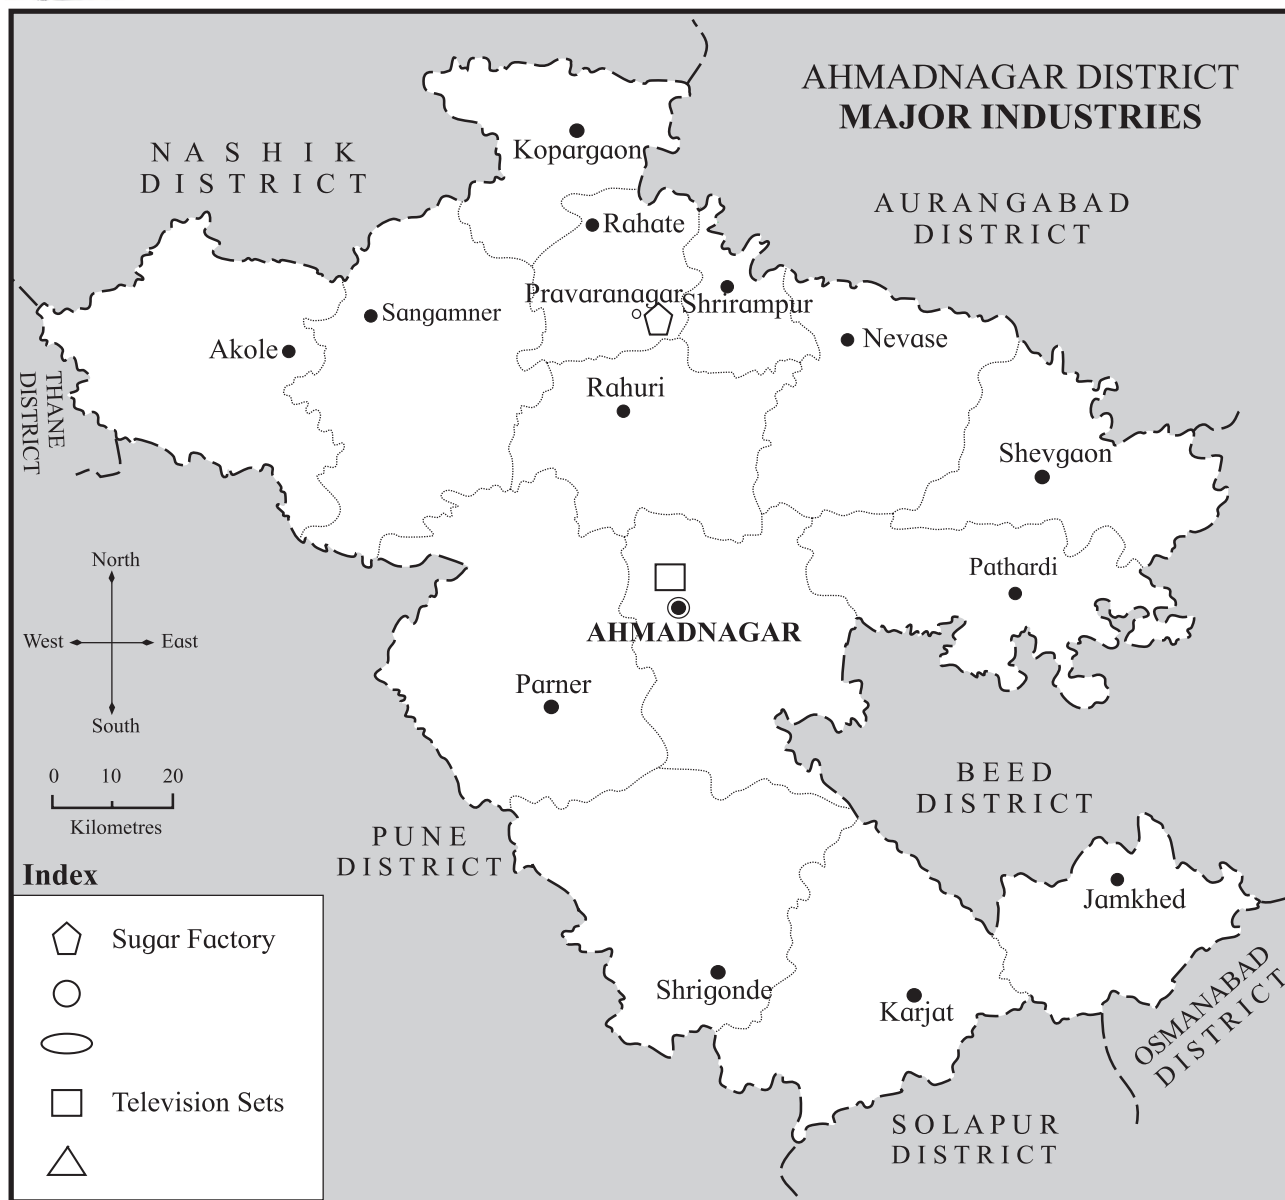 AHMADNAGAR DISTRICT
MAJOR INDUSTRIES
NASHIK
DISTRICT
Kopargaon
AURANGABAD
DISTRICT
Rahate
Pravaranagar
Shrirampur
Sangamner
Nevase
Akole
THANE
DISTRICT
Rahuri
Shevgaon
North
Pathardi
West
East
AHMADNAGAR
Parner
South
0 10 20
Kilometres
BEED
DISTRICT
PUNE
DISTRICT
Index
Jamkhed
Sugar Factory
Shrigonde
Karjat
OSMANABAD
DISTRICT
Television Sets
SOLAPUR
DISTRICT